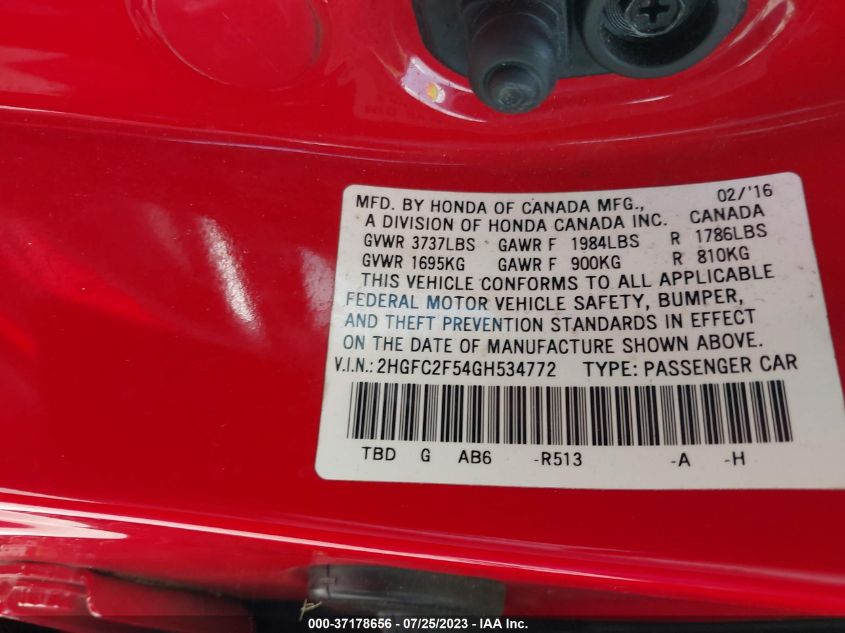 MFD. BY HONDA OF CANADA MFG., 02/'16
A DIVISION OF HONDA CANADA INC. CANADA
GVWR 3737LBS GAWR F 1984LBS R 1786LBS
GVWR 1695KG GAWR F 900KG R 810KG
THIS VEHICLE CONFORMS TO ALL APPLICABLE
FEDERAL MOTOR VEHICLE SAFETY, BUMPER,
AND THEFT PREVENTION STANDARDS IN EFFECT
ON THE DATE OF MANUFACTURE SHOWN ABOVE.
V.I.N.: 2HGFC2F54GH534772 TYPE: PASSENGER CAR
TBD G AB6 -R513 -A -H
000-37178656 - 07/25/2023 - IAA Inc.